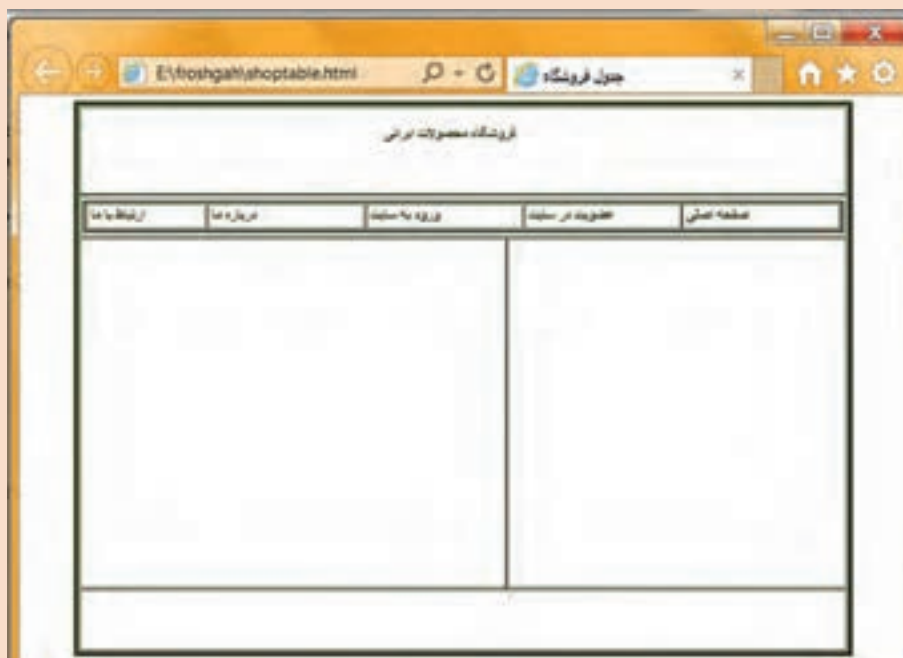 E:\froshgah\shoptable.html
جدول فروشگاه
فروشگاه محصولات ایرانی
صفحه اصلی
عضویت در سایت
ورود به سایت
درباره ما
ارتباط با ما